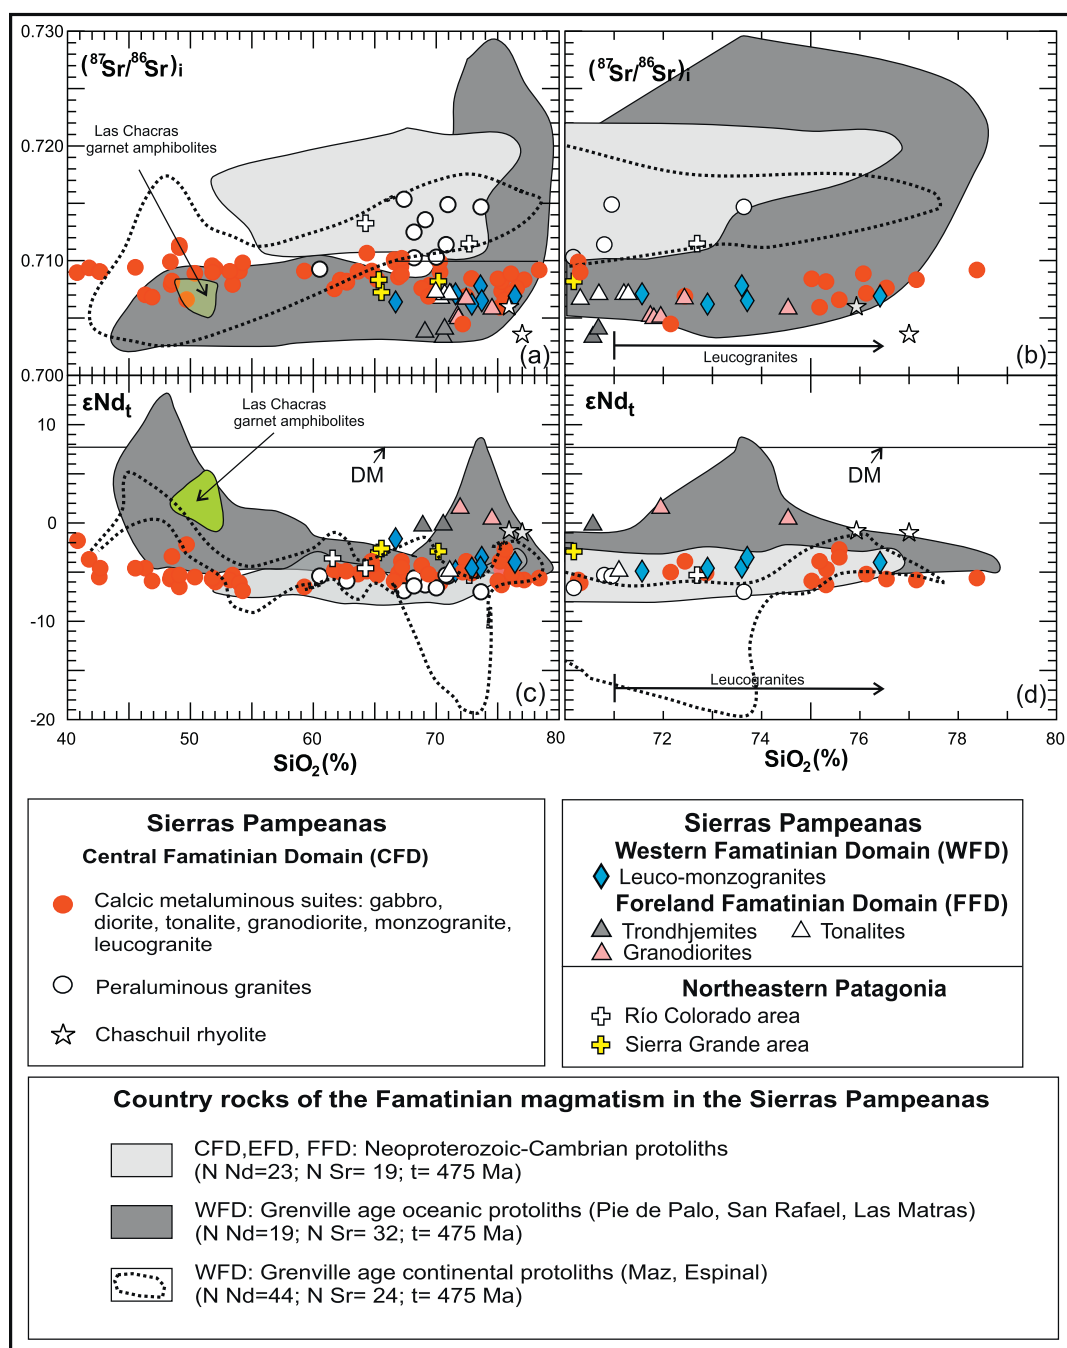 0.730
(87Sr/86Sr)i
(87Sr/86Sr)i
Las Chacras
garnet amphibolites
0.720
0.710
(a)
(b)
Leucogranites
0.700
εNdt
εNdt
Las Chacras
garnet amphibolites
10
DM
DM
0
-10
(c)
(d)
Leucogranites
-20
40 50 60 70 80 72 74 76 78 80
SiO2(%)
SiO2(%)
Sierras Pampeanas
Central Famatinian Domain (CFD)
Calcic metaluminous suites: gabbro,
diorite, tonalite, granodiorite, monzogranite,
leucogranite
Peraluminous granites
Chaschuil rhyolite
Sierras Pampeanas
Western Famatinian Domain (WFD)
Leuco-monzogranites
Foreland Famatinian Domain (FFD)
Trondhjemites Tonalites
Granodiorites
Northeastern Patagonia
Río Colorado area
Sierra Grande area
Country rocks of the Famatinian magmatism in the Sierras Pampeanas
CFD,EFD, FFD: Neoproterozoic-Cambrian protoliths
(N Nd=23; N Sr= 19; t= 475 Ma)
WFD: Grenville age oceanic protoliths (Pie de Palo, San Rafael, Las Matras)
(N Nd=19; N Sr= 32; t= 475 Ma)
WFD: Grenville age continental protoliths (Maz, Espinal)
(N Nd=44; N Sr= 24; t= 475 Ma)